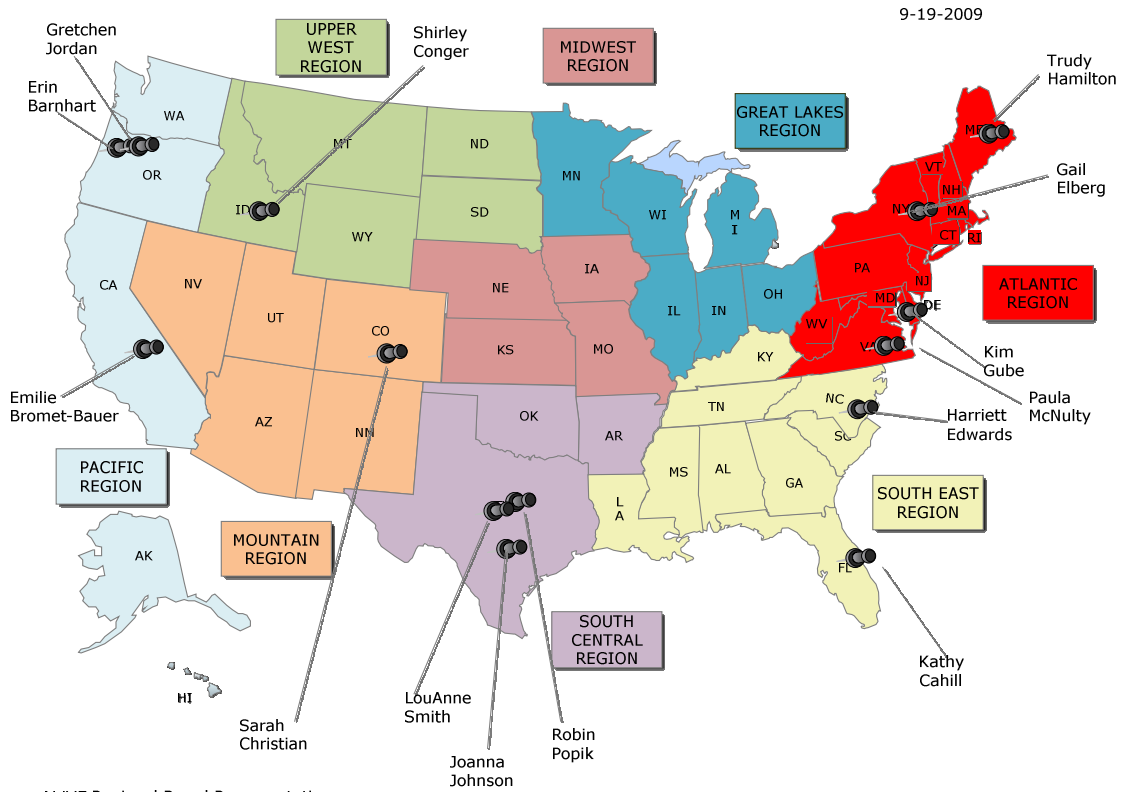 9-19-2009
Gretchen
Jordan
UPPER
WEST
REGION
Shirley
Conger
MIDWEST
REGION
Trudy
Hamilton
Erin
Barnhart
GREAT LAKES
REGION
WA
MT
ND
ME
OR
MN
VT
Gail
Elberg
NH
ID
SD
WI
M
I
NY
MA
WY
CT
RI
IA
PA
CA
NV
NE
OH
NJ
ATLANTIC
REGION
UT
IL
IN
MD
DE
CO
WV
KS
MO
KY
VA
Kim
Gube
Emilie
Bromet-Bauer
Paula
McNulty
TN
NC
Harriett
Edwards
AZ
NN
OK
AR
SC
PACIFIC
REGION
MS
AL
GA
SOUTH EAST
REGION
L
A
MOUNTAIN
REGION
AK
FL
SOUTH
CENTRAL
REGION
Kathy
Cahill
HI
LouAnne
Smith
Sarah
Christian
Robin
Popik
Joanna
Johnson